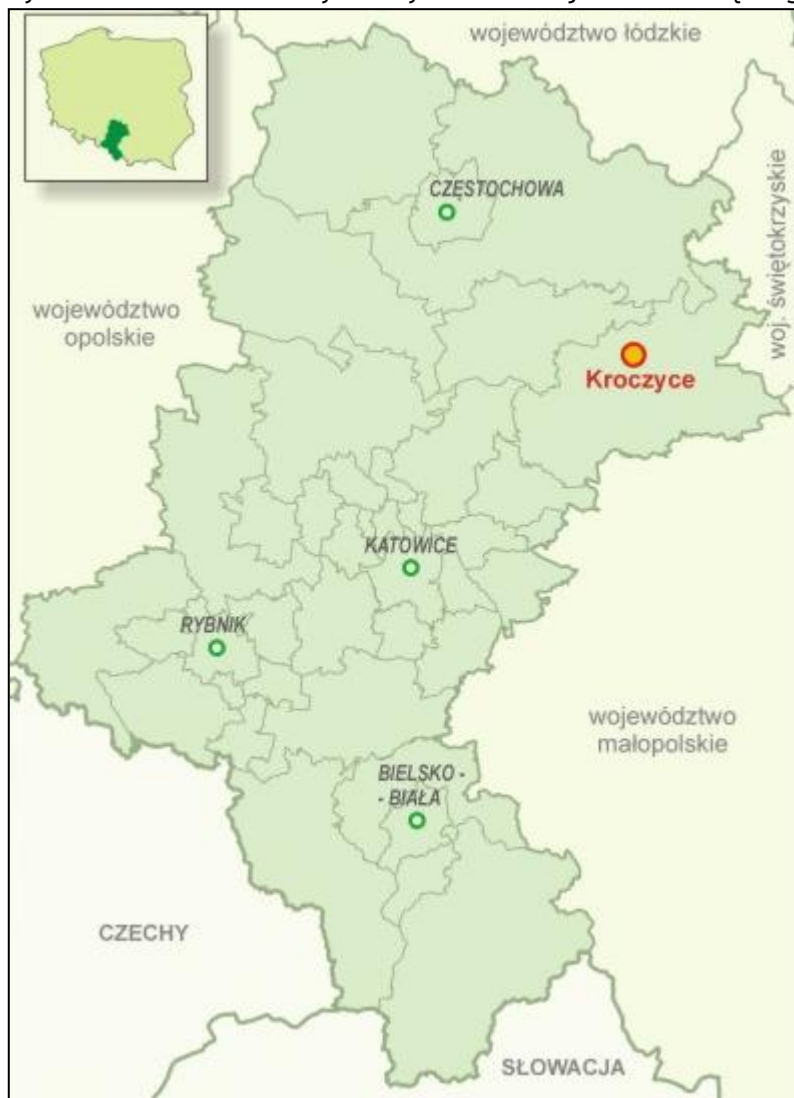 województwo łódzkie
CZĘSTOCHOWA
woj. świętokrzyskie
województwo
opolskie
Kroczyce
KATOWICE
RYBNIK
województwo
małopolskie
BIELSKO -
- BIAŁA
CZECHY
SŁOWACJA